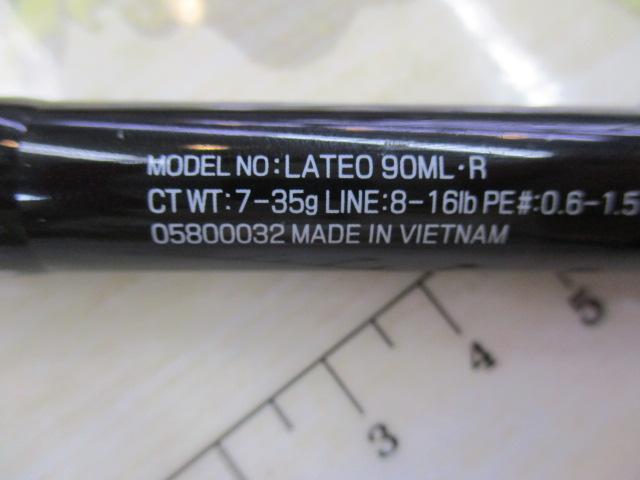 MODEL NO:LATEO 90ML·R
CT WT:7-35g LINE:8-16lb PE#:0.6-1.5
05800032 MADE IN VIETNAM
3
4
5